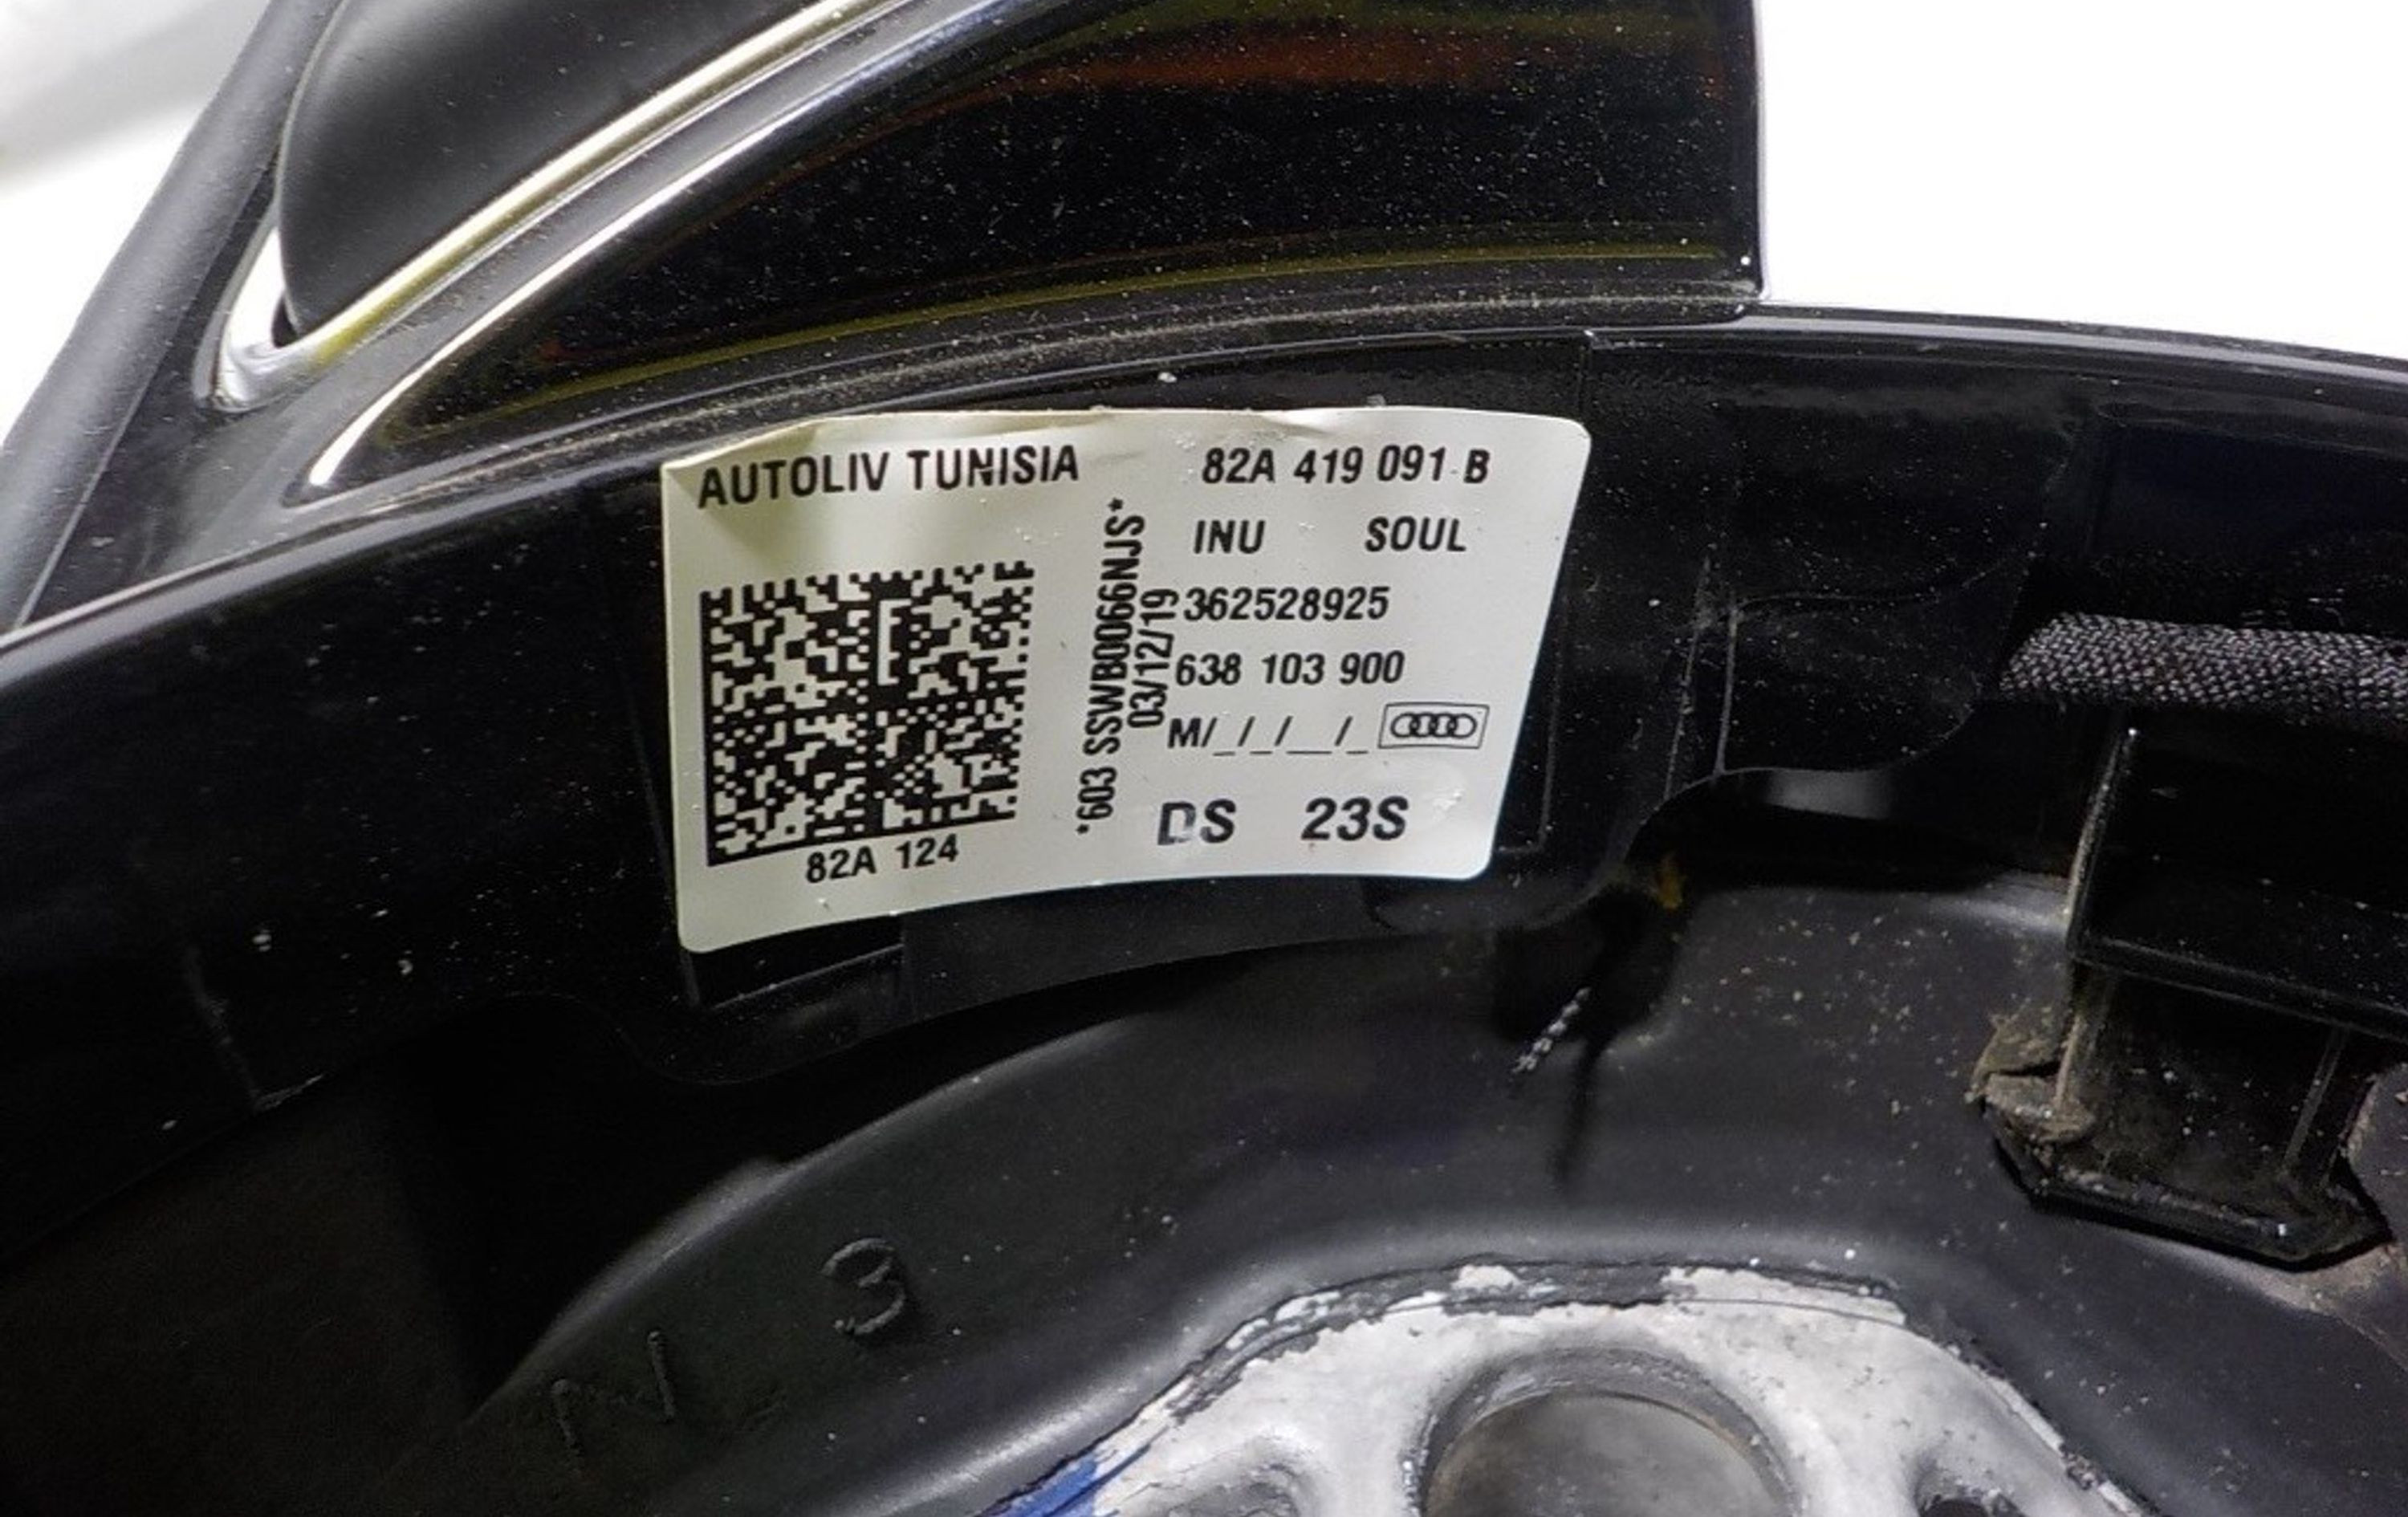 AUTOLIV TUNISIA
82A 419 091 B
INU SOUL
362528925
638 103 900
M/_/_/__/_
DS 23S
*603 SSWB0066NJS*
03/12/19
82A 124
3
N